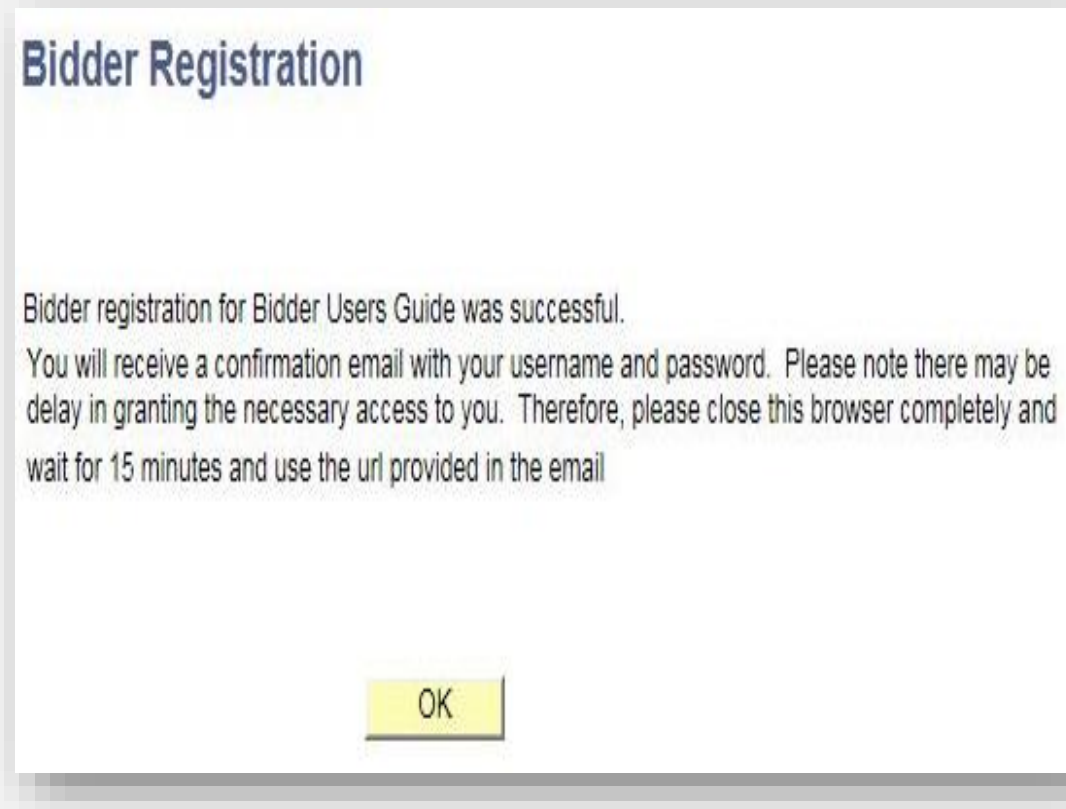 Bidder Registration
Bidder registration for Bidder Users Guide was successful.
You will receive a confirmation email with your username and password.  Please note there may be
delay in granting the necessary access to you.  Therefore, please close this browser completely and
wait for 15 minutes and use the url provided in the email
OK